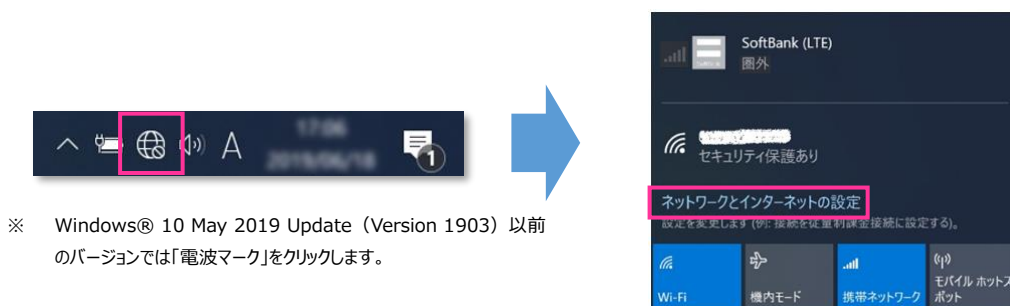 SoftBank (LTE)
圏外
A
1
セキュリティ保護あり
ネットワークとインターネットの設定
設定を変更します (例: 接続を従量制課金接続に設定する)。
Wi-Fi
機内モード
携帯ネットワーク
モバイル ホットス
ポット
※ Windows® 10 May 2019 Update（Version 1903）以前
のバージョンでは「電波マーク」をクリックします。